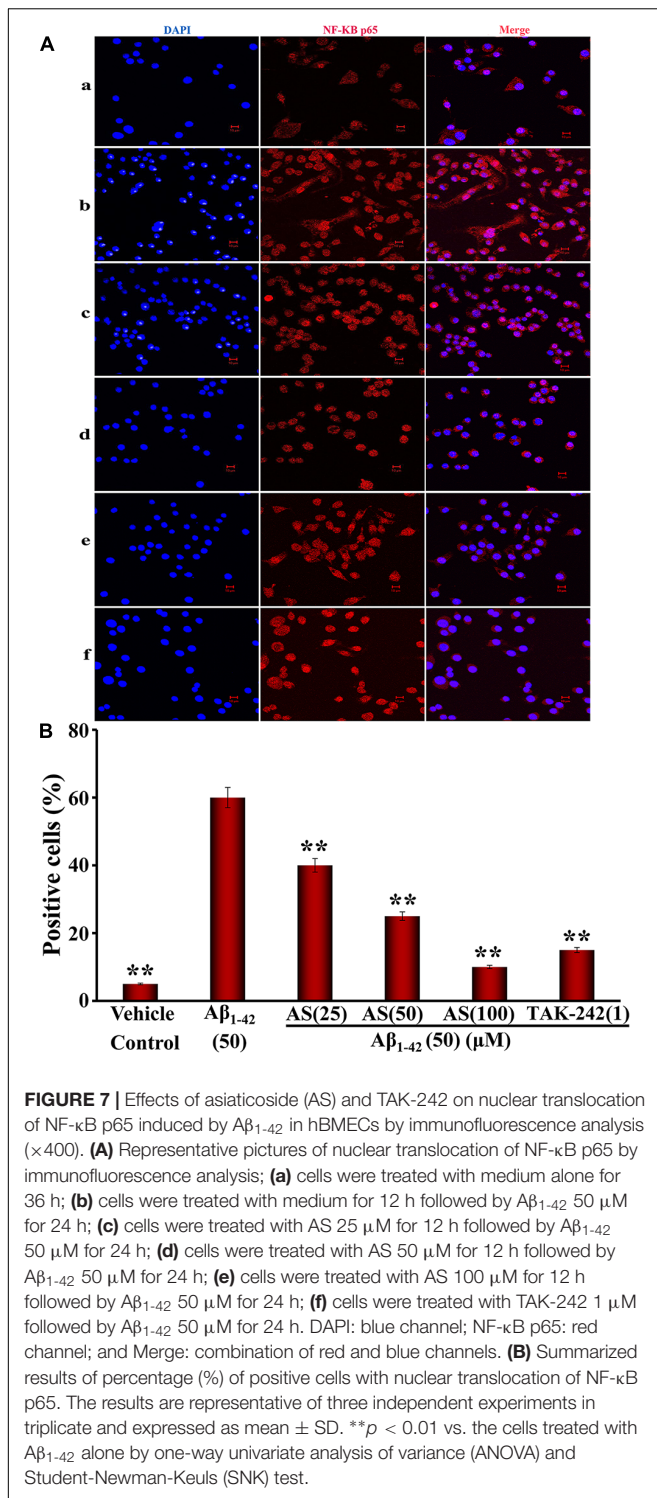 A
DAPI NF-KB p65 Merge
a
b
c
d
e
f
B
Positive cells (%)
80
60
40
20
0
** ** ** ** **
Vehicle Aβ1-42 AS(25) AS(50) AS(100) TAK-242(1)
Control (50) Aβ1-42 (50) (μM)
FIGURE 7 | Effects of asiaticoside (AS) and TAK-242 on nuclear translocation
of NF-κB p65 induced by Aβ1-42 in hBMECs by immunofluorescence analysis
(×400). (A) Representative pictures of nuclear translocation of NF-κB p65 by
immunofluorescence analysis; (a) cells were treated with medium alone for
36 h; (b) cells were treated with medium for 12 h followed by Aβ1-42 50 μM
for 24 h; (c) cells were treated with AS 25 μM for 12 h followed by Aβ1-42
50 μM for 24 h; (d) cells were treated with AS 50 μM for 12 h followed by
Aβ1-42 50 μM for 24 h; (e) cells were treated with AS 100 μM for 12 h
followed by Aβ1-42 50 μM for 24 h; (f) cells were treated with TAK-242 1 μM
followed by Aβ1-42 50 μM for 24 h. DAPI: blue channel; NF-κB p65: red
channel; and Merge: combination of red and blue channels. (B) Summarized
results of percentage (%) of positive cells with nuclear translocation of NF-κB
p65. The results are representative of three independent experiments in
triplicate and expressed as mean ± SD. **p < 0.01 vs. the cells treated with
Aβ1-42 alone by one-way univariate analysis of variance (ANOVA) and
Student-Newman-Keuls (SNK) test.